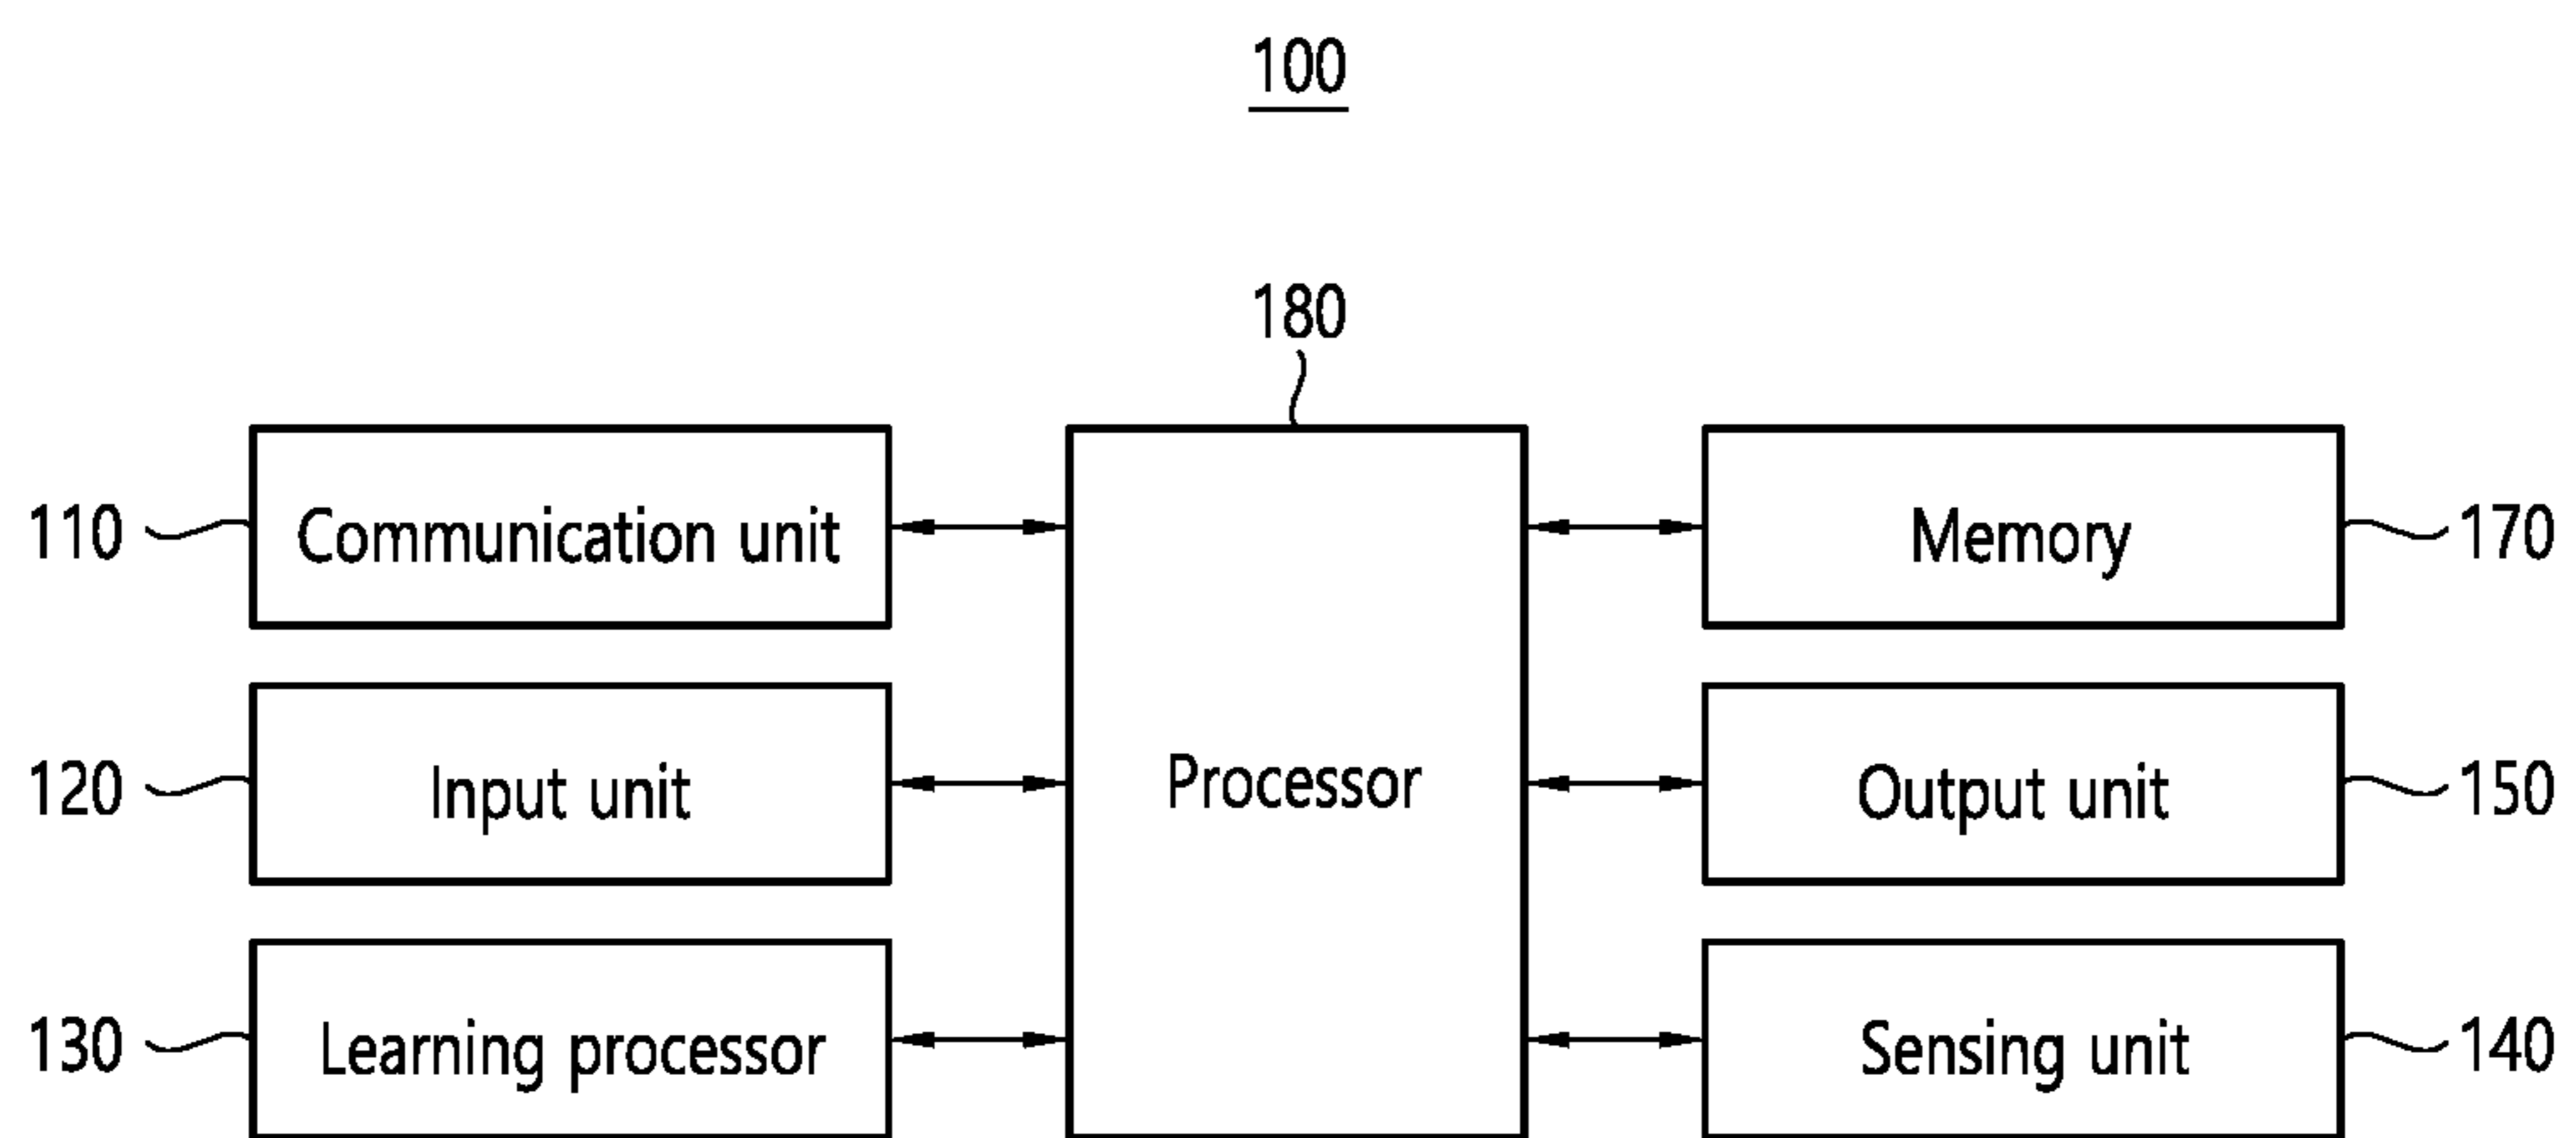 100
180
110 Communication unit Memory 170
120 Input unit Processor Output unit 150
130 Learning processor Sensing unit 140